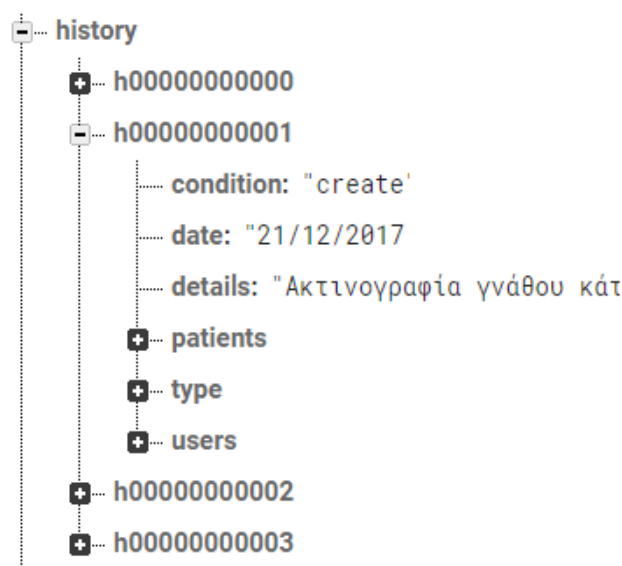 history
h00000000000
h00000000001
condition: "create'
date: "21/12/2017
details: "Ακτινογραφία γνάθου κάτ
patients
type
users
h00000000002
h00000000003